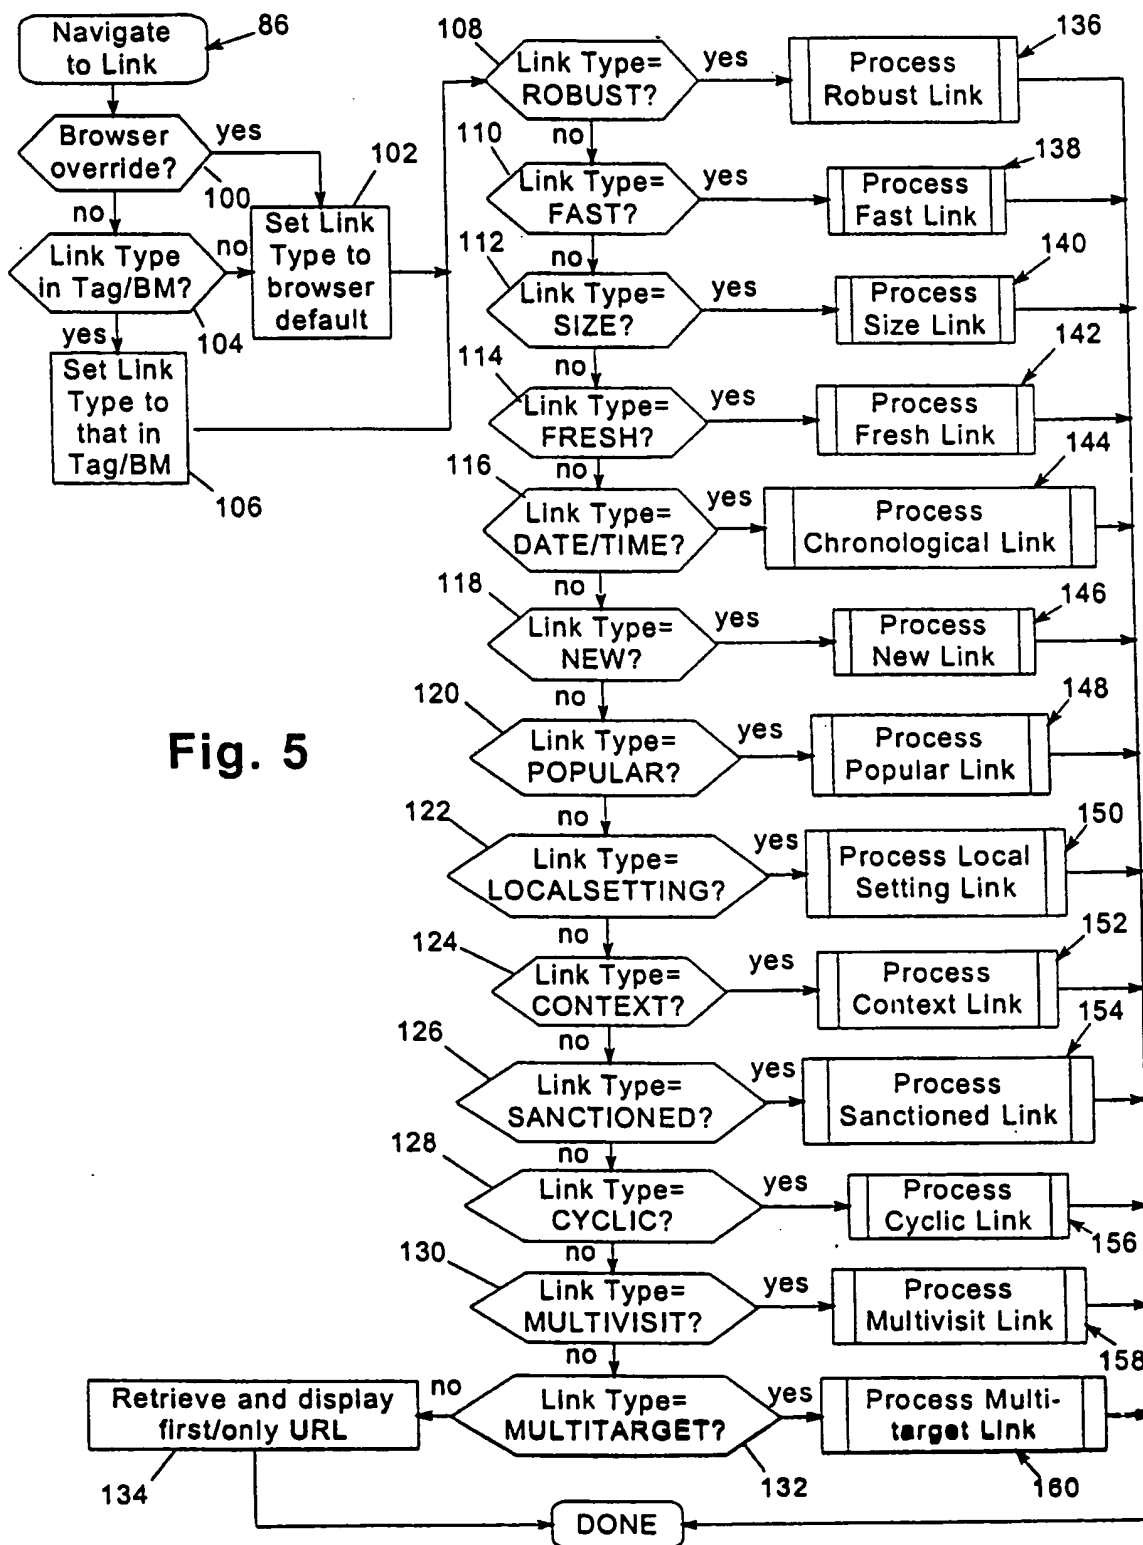 Navigate
to Link
86
Browser
override?
yes
100
no
102
Link Type
in Tag/BM?
no
104
yes
Set Link
Type to
browser
default
Set Link
Type to
that in
Tag/BM
106
108
Link Type=
ROBUST?
yes
Process
Robust Link
136
no
110
Link Type=
FAST?
yes
Process
Fast Link
138
no
112
Link Type=
SIZE?
yes
Process
Size Link
140
no
114
Link Type=
FRESH?
yes
Process
Fresh Link
142
no
116
Link Type=
DATE/TIME?
yes
Process
Chronological Link
144
no
118
Link Type=
NEW?
yes
Process
New Link
146
no
120
Link Type=
POPULAR?
yes
Process
Popular Link
148
no
Fig. 5
122
Link Type=
LOCALSETTING?
yes
Process Local
Setting Link
150
no
124
Link Type=
CONTEXT?
yes
Process
Context Link
152
no
126
Link Type=
SANCTIONED?
yes
Process
Sanctioned Link
154
no
128
Link Type=
CYCLIC?
yes
Process
Cyclic Link
156
no
130
Link Type=
MULTIVISIT?
yes
Process
Multivisit Link
158
no
Link Type=
MULTITARGET?
132
yes
Process Multi-
target Link
160
no
Retrieve and display
first/only URL
134
DONE